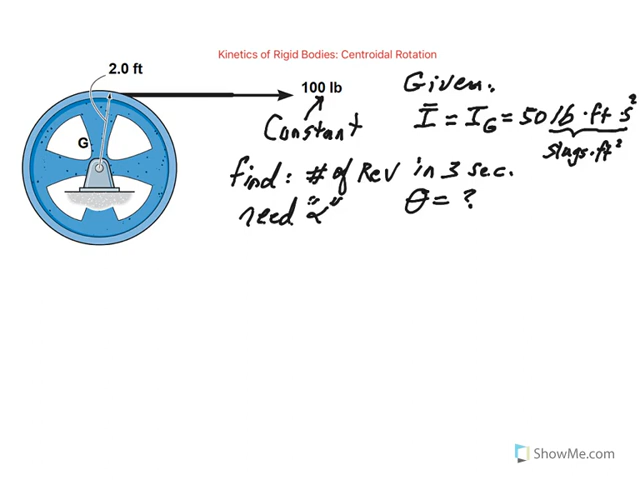 Kinetics of Rigid Bodies: Centroidal Rotation
2.0 ft
100 lb
G
Constant
Given:
Ī = I_G = 50 lb · ft s²
slugs · ft²
find: # of Rev in 3 sec.
need "α" θ = ?
ShowMe.com